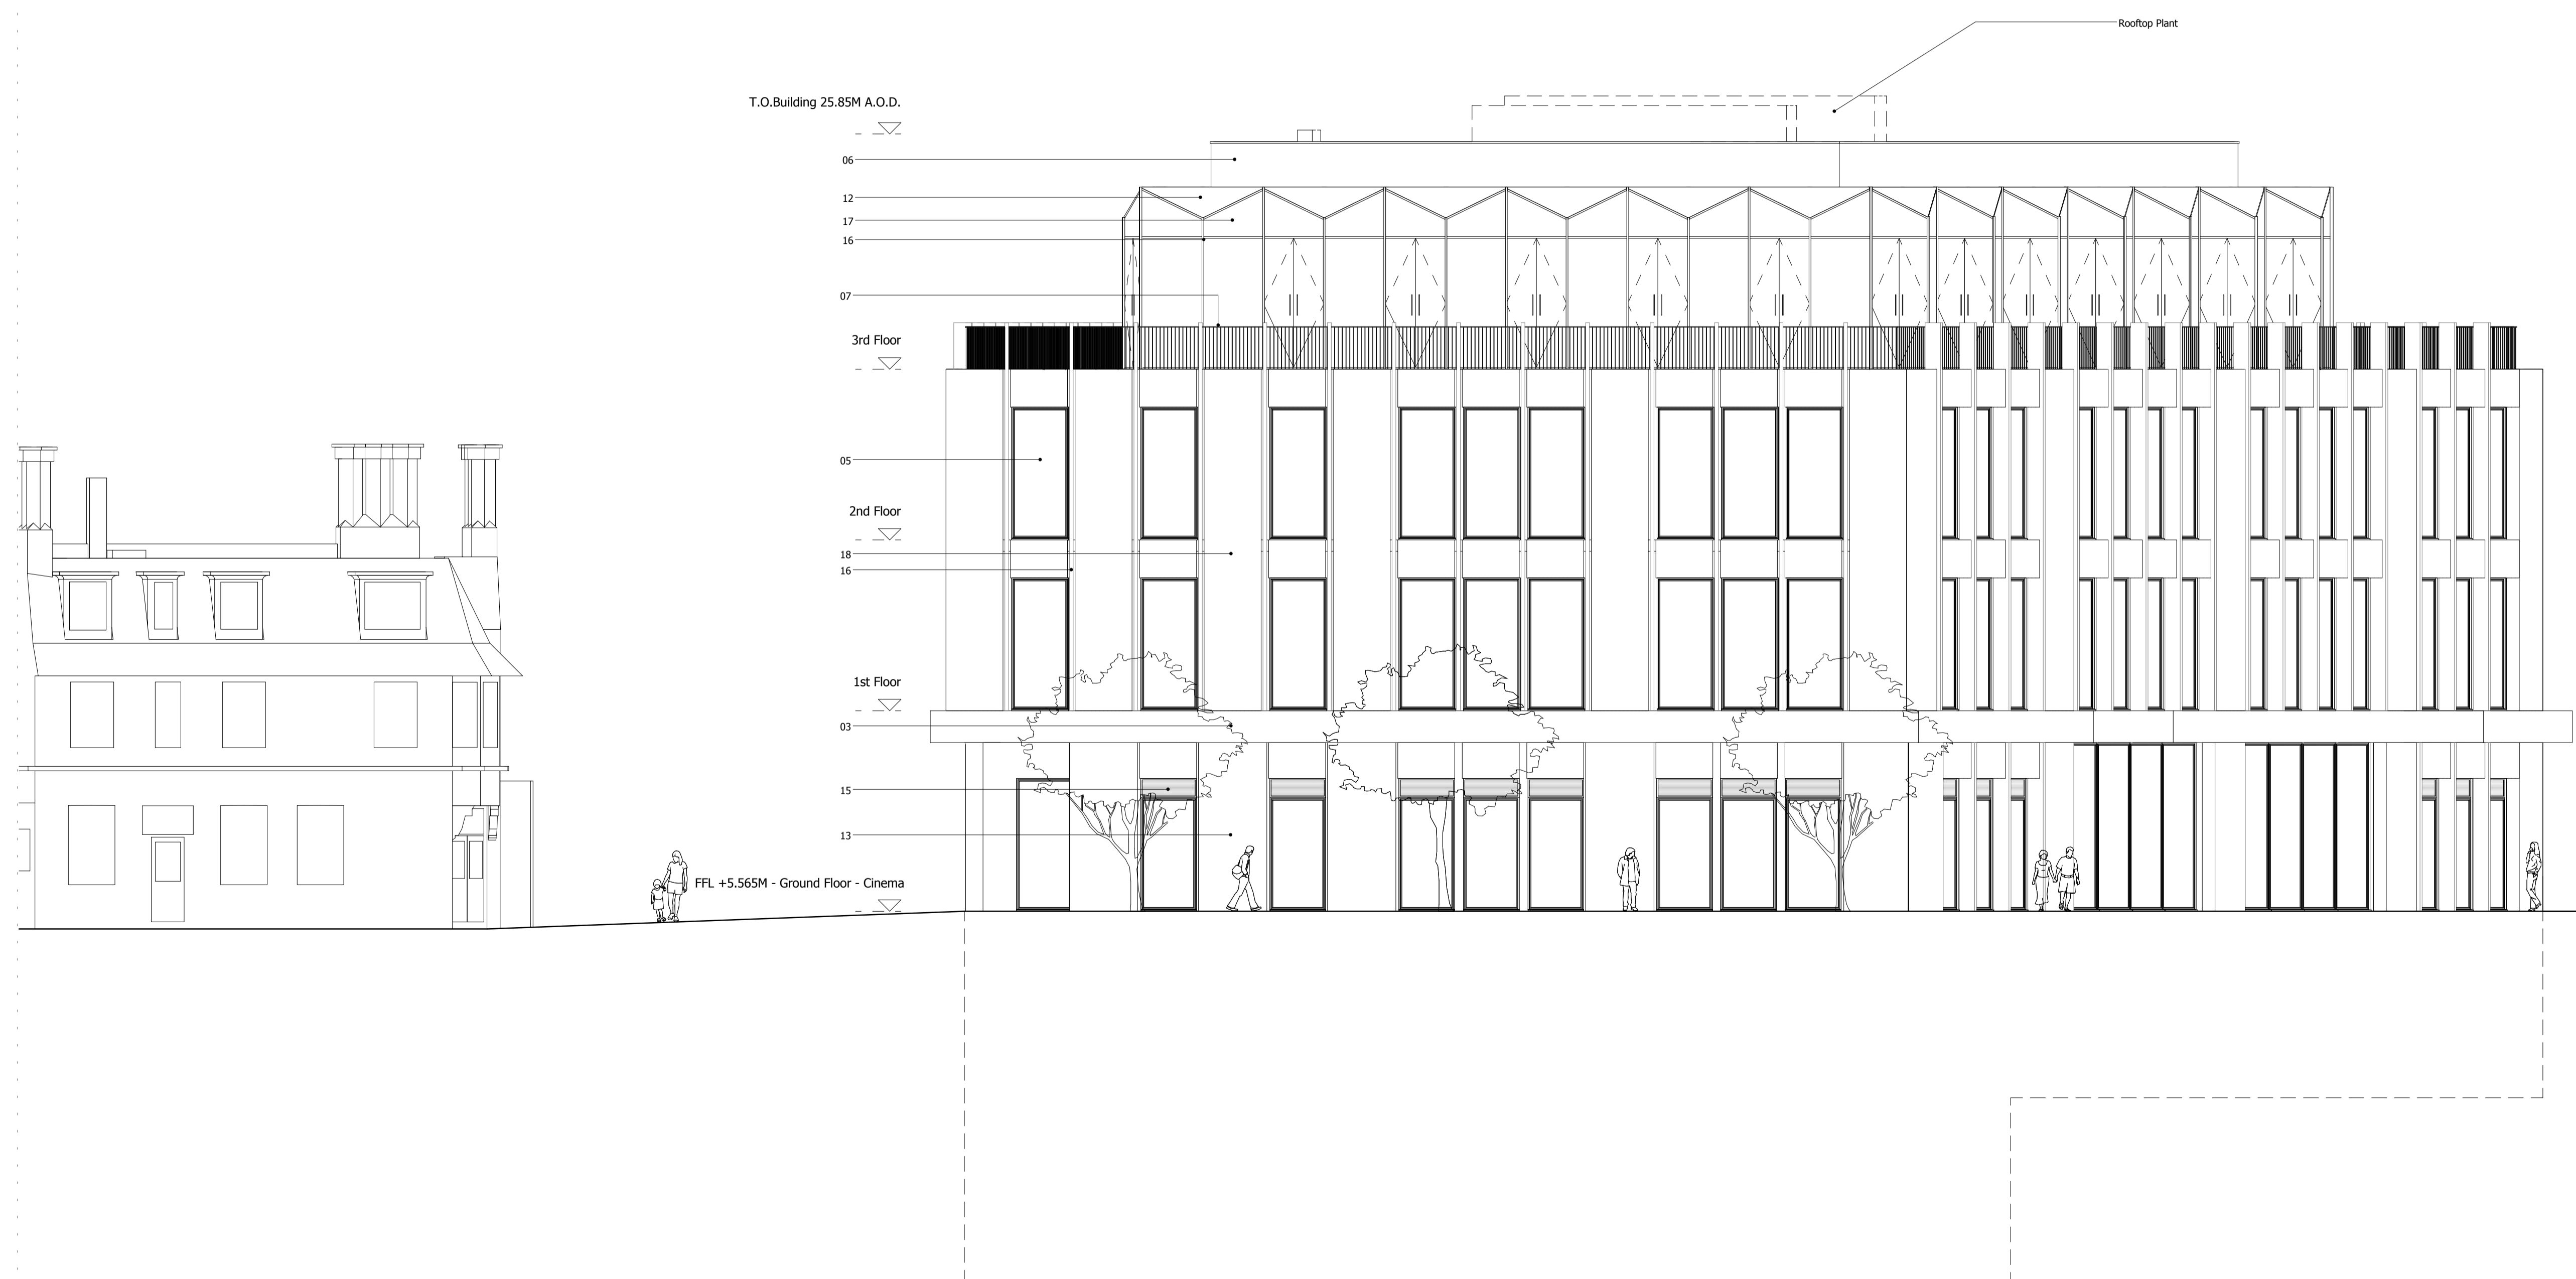 Rooftop Plant
T.O.Building 25.85M A.O.D.
06
12
17
16
07
3rd Floor
05
2nd Floor
18
16
1st Floor
03
15
13
FFL +5.565M - Ground Floor - Cinema